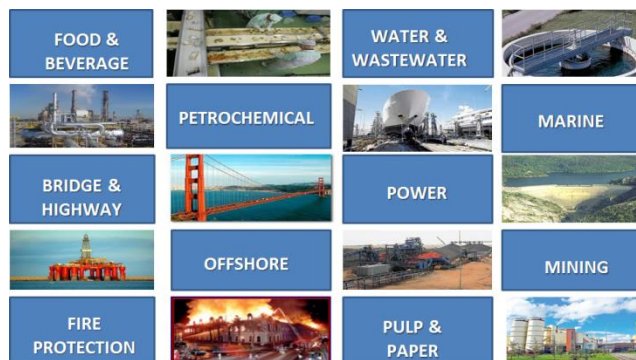 FOOD &
BEVERAGE
WATER &
WASTEWATER
PETROCHEMICAL
MARINE
BRIDGE &
HIGHWAY
POWER
OFFSHORE
MINING
FIRE
PROTECTION
PULP &
PAPER